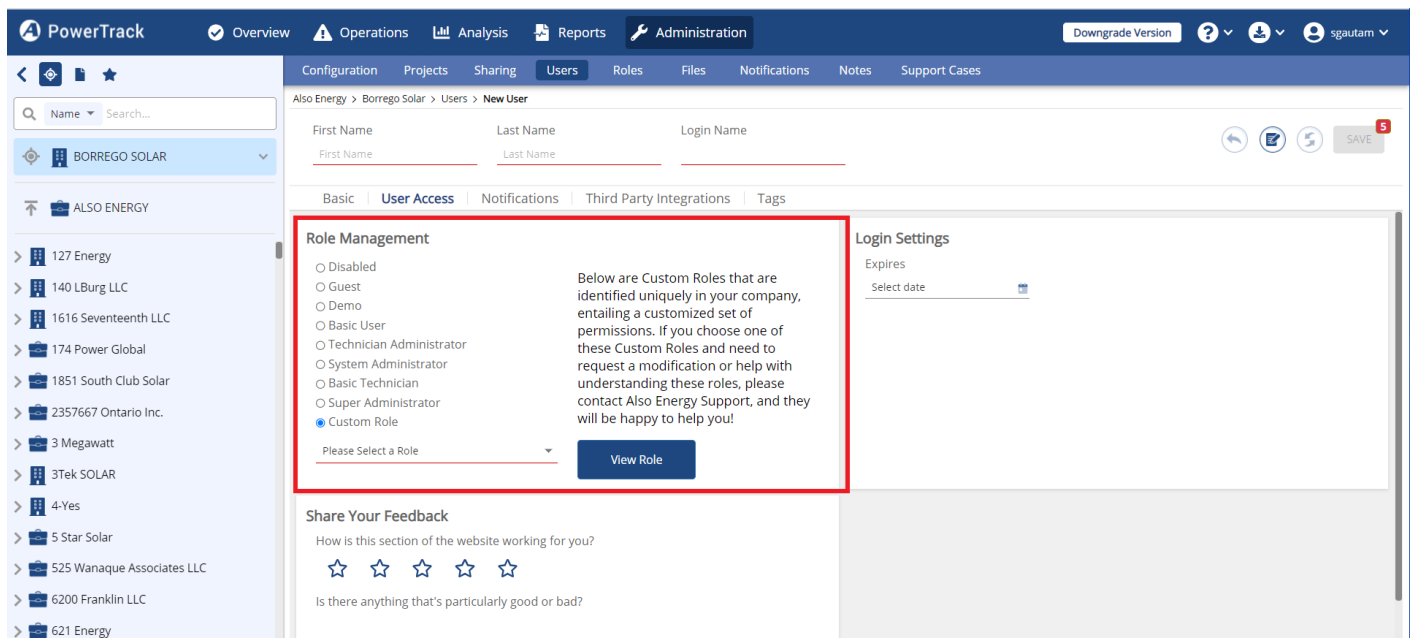 PowerTrack
Overview
Operations
Analysis
Reports
Administration
Downgrade Version
sgautam
Configuration
Projects
Sharing
Users
Roles
Files
Notifications
Notes
Support Cases
Name
Search...
BORREGO SOLAR
ALSO ENERGY
127 Energy
140 LBurg LLC
1616 Seventeenth LLC
174 Power Global
1851 South Club Solar
2357667 Ontario Inc.
3 Megawatt
3Tek SOLAR
4-Yes
5 Star Solar
525 Wanaque Associates LLC
6200 Franklin LLC
621 Energy
Also Energy > Borrego Solar > Users > New User
First Name
First Name
Last Name
Last Name
Login Name
SAVE
5
Basic
User Access
Notifications
Third Party Integrations
Tags
Role Management
Disabled
Guest
Demo
Basic User
Technician Administrator
System Administrator
Basic Technician
Super Administrator
Custom Role
Please Select a Role
Below are Custom Roles that are
identified uniquely in your company,
entailing a customized set of
permissions. If you choose one of
these Custom Roles and need to
request a modification or help with
understanding these roles, please
contact Also Energy Support, and they
will be happy to help you!
View Role
Login Settings
Expires
Select date
Share Your Feedback
How is this section of the website working for you?
Is there anything that's particularly good or bad?